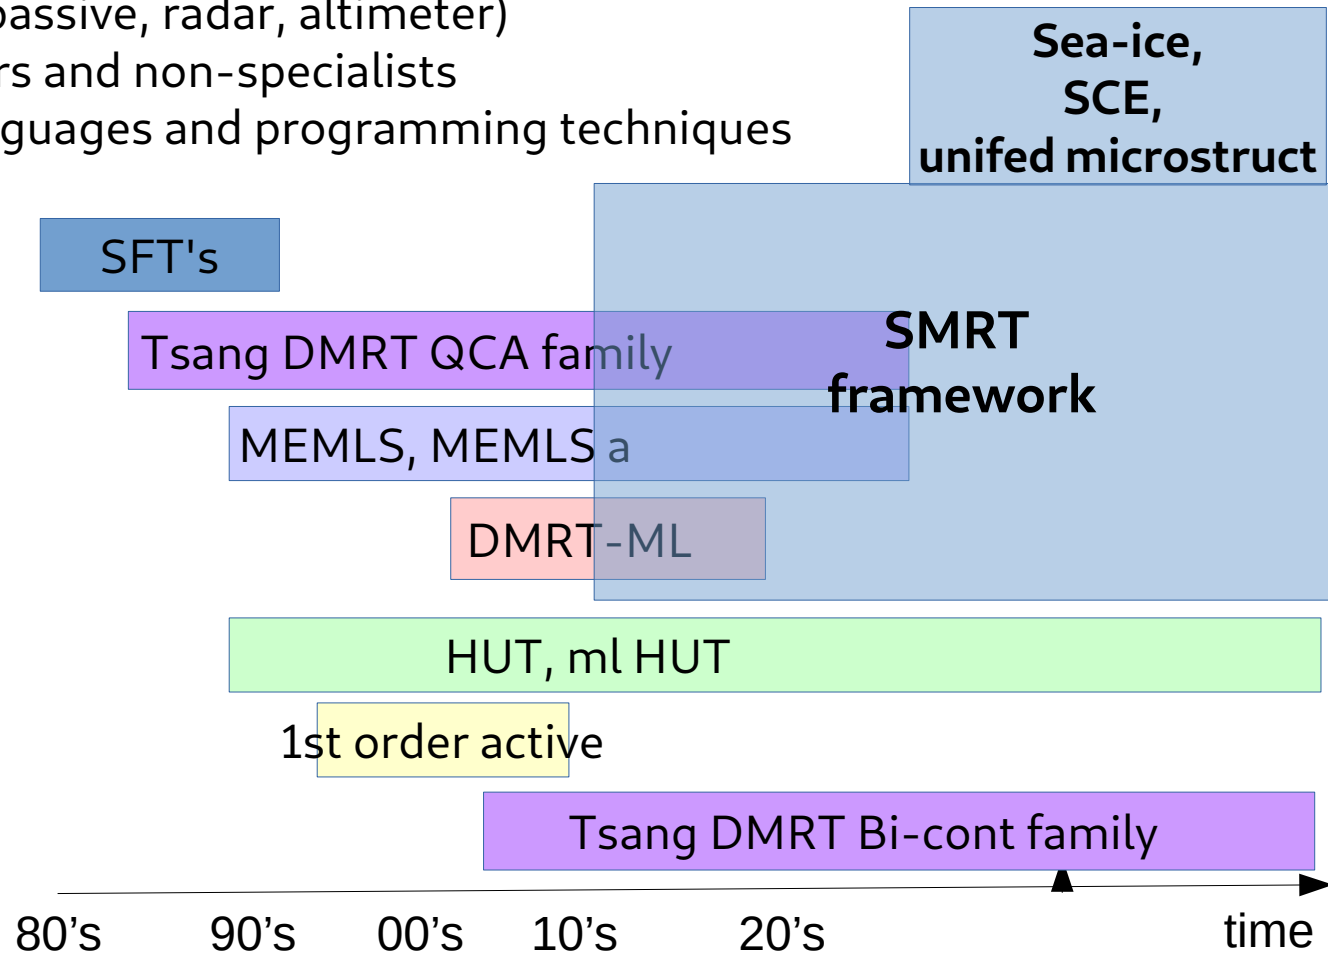 passive, radar, altimeter)
rs and non-specialists
guages and programming techniques
Sea-ice,
SCE,
unifed microstruct
SFT's
Tsang DMRT QCA family
SMRT
framework
MEMLS, MEMLS a
DMRT-ML
HUT, ml HUT
1st order active
Tsang DMRT Bi-cont family
80’s 90’s 00’s 10’s 20’s time